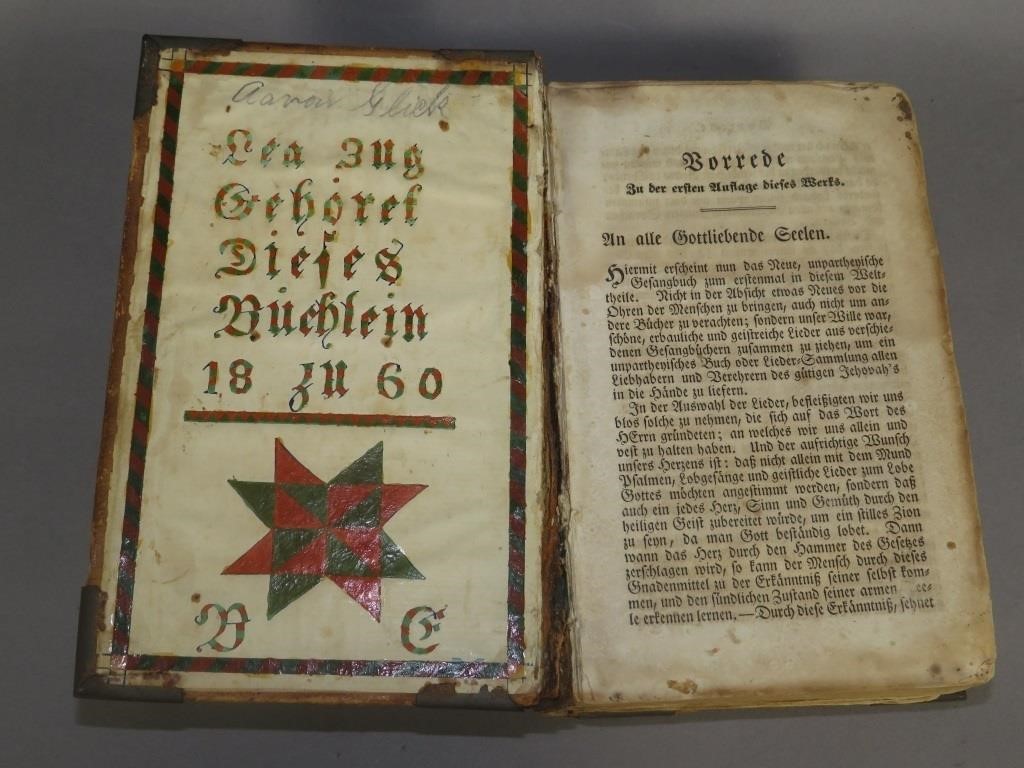 Aaron Glick
Lea Zug
Gehöret
Dieses
Büchlein
18 zu 60
B E
Vorrede
Zu der ersten Auflage dieses Werks.
An alle Gottliebende Seelen.
Hiermit erscheint nun das Neue, unpartheyische
Gesangbuch zum erstenmal in diesem Welt-
theile. Nicht in der Absicht etwas Neues vor die
Ohren der Menschen zu bringen, auch nicht um an-
dere Bücher zu verachten; sondern unser Wille war,
schöne, erbauliche und geistreiche Lieder aus verschie-
denen Gesangbüchern zusammen zu ziehen, um ein
unpartheyisches Buch oder Lieder-Sammlung allen
Liebhabern und Verehrern des gütigen Jehovah's
in die Hände zu liefern.
In der Auswahl der Lieder, befleißigten wir uns
blos solche zu nehmen, die sich auf das Wort des
HErrn gründeten; an welches wir uns allein und
vest zu halten haben. Und der aufrichtige Wunsch
unsers Herzens ist: daß nicht allein mit dem Mund
Psalmen, Lobgesänge und geistliche Lieder zum Lobe
Gottes möchten angestimmt werden, sondern daß
auch ein jedes Herz, Sinn und Gemüth durch den
heiligen Geist zubereitet würde, um ein stilles Zion
zu seyn, da man Gott beständig lobet. Dann
wann das Herz durch den Hammer des Gesetzes
zerschlagen wird, so kann der Mensch durch dieses
Gnadenmittel zu der Erkänntniß seiner selbst kom-
men, und den sündlichen Zustand seiner armen ee-
le erkennen lernen.—Durch diese Erkänntniß, sehnet